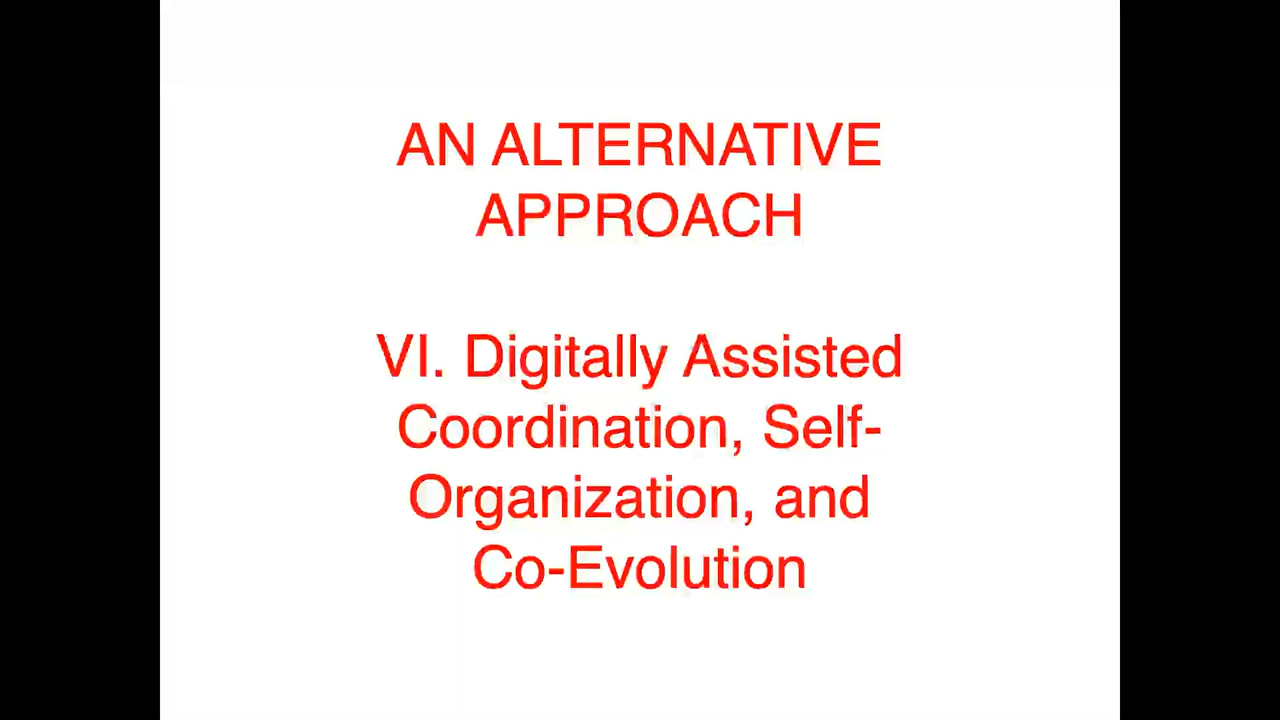 AN ALTERNATIVE
APPROACH
VI. Digitally Assisted
Coordination, Self-
Organization, and
Co-Evolution